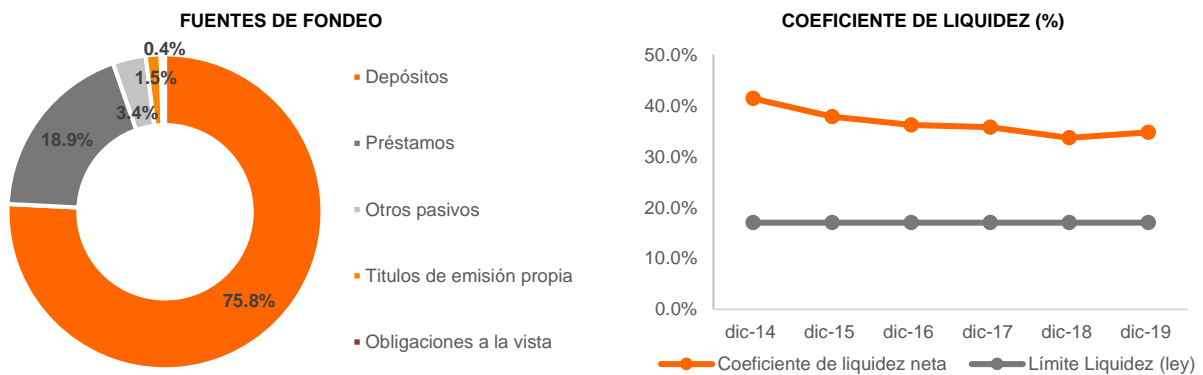 FUENTES DE FONDEO
0.4%
1.5%
3.4%
18.9%
75.8%
Depósitos
Préstamos
Otros pasivos
Titulos de emisión propia
Obligaciones a la vista
COEFICIENTE DE LIQUIDEZ (%)
50.0%
40.0%
30.0%
20.0%
10.0%
0.0%
dic-14 dic-15 dic-16 dic-17 dic-18 dic-19
Coeficiente de liquidez neta Límite Liquidez (ley)